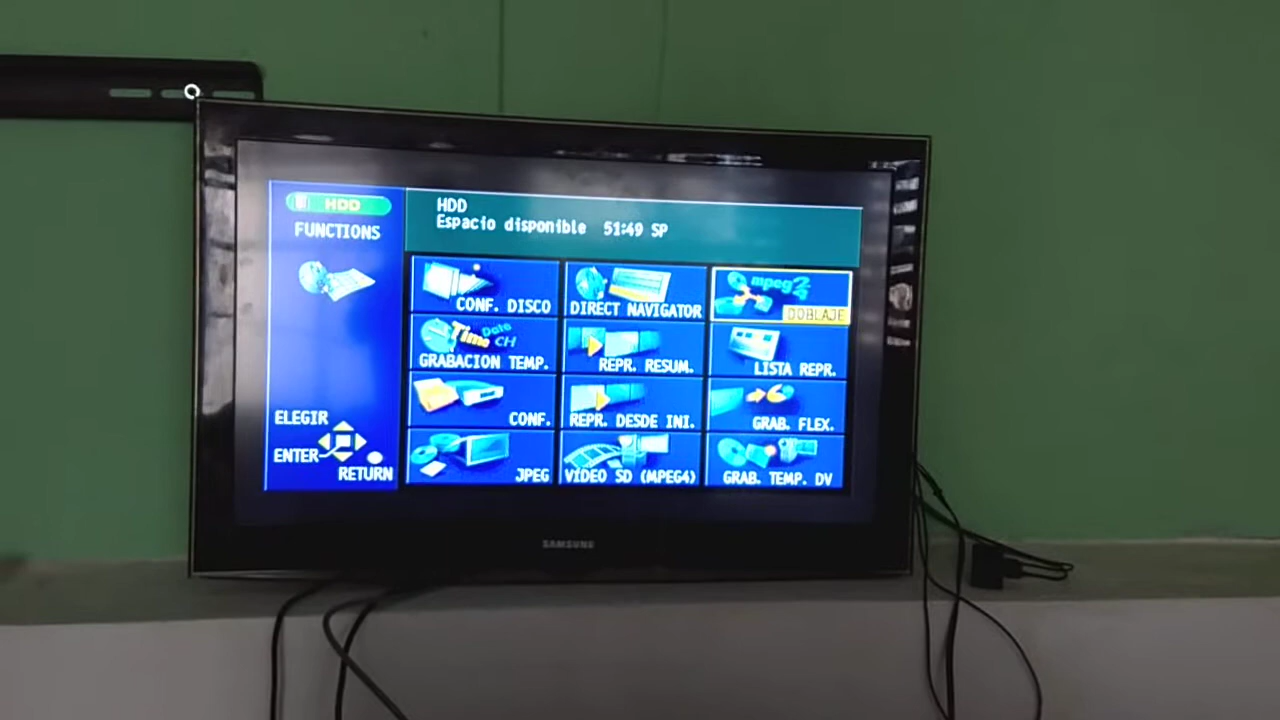 HDD
FUNCTIONS
HDD
Espacio disponible 51:49 SP
CONF. DISCO
DIRECT NAVIGATOR
mpeg2
DOBLAJE
Time Date CH
GRABACION TEMP.
REPR. RESUM.
LISTA REPR.
CONF.
REPR. DESDE INI.
GRAB. FLEX.
JPEG
VÍDEO SD (MPEG4)
GRAB. TEMP. DV
ELEGIR
ENTER
RETURN
SAMSUNG